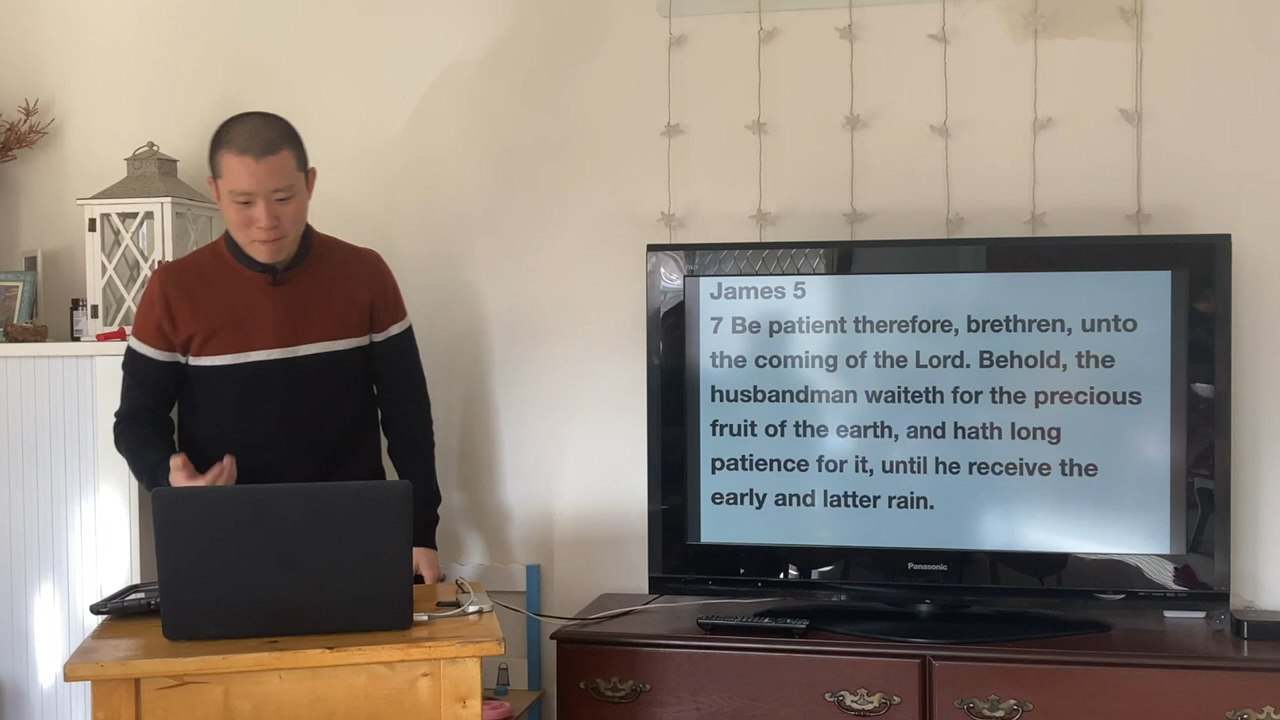 James 5
7 Be patient therefore, brethren, unto
the coming of the Lord. Behold, the
husbandman waiteth for the precious
fruit of the earth, and hath long
patience for it, until he receive the
early and latter rain.
Panasonic